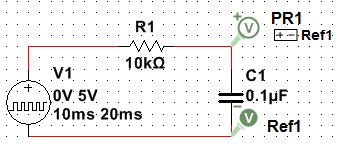 R1
10kΩ
PR1
Ref1
V1
0V 5V
10ms 20ms
C1
0.1µF
Ref1
V
V